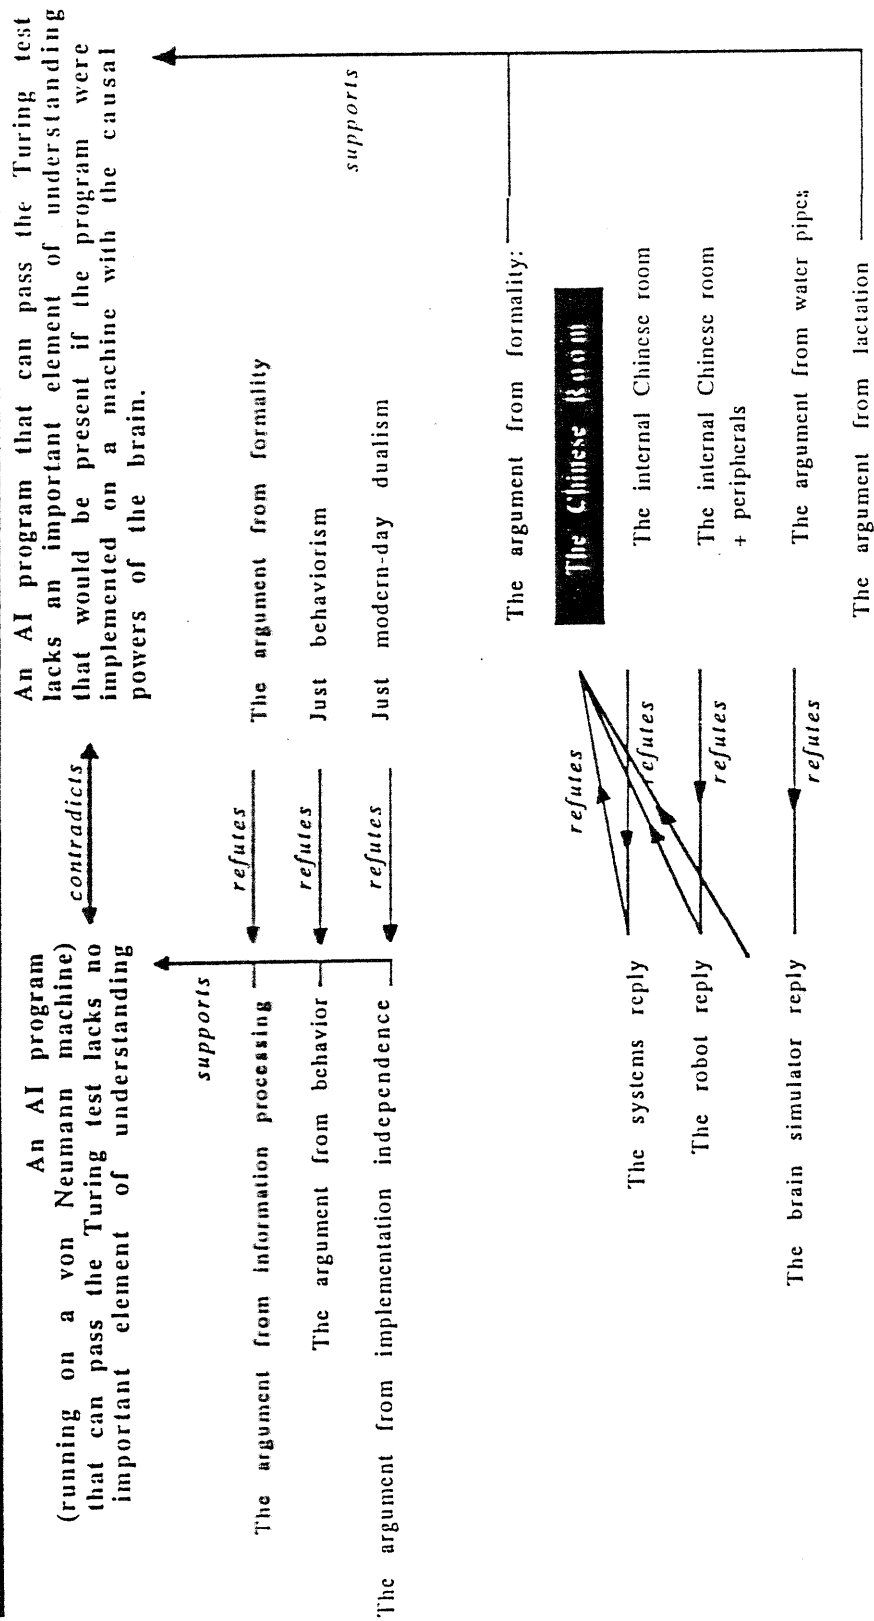 An AI program
(running on a von Neumann machine)
that can pass the Turing test lacks no
important element of understanding
contradicts
An AI program that can pass the Turing test
lacks an important element of understanding
that would be present if the program were
implemented on a machine with the causal
powers of the brain.
supports
The argument from information processing
refutes
The argument from formality
The argument from behavior
refutes
Just behaviorism
The argument from implementation independence
refutes
Just modern-day dualism
supports
The argument from formality:
refutes
The Chinese Room
The systems reply
refutes
The internal Chinese room
The robot reply
refutes
The internal Chinese room
+ peripherals
The brain simulator reply
refutes
The argument from water pipes
The argument from lactation